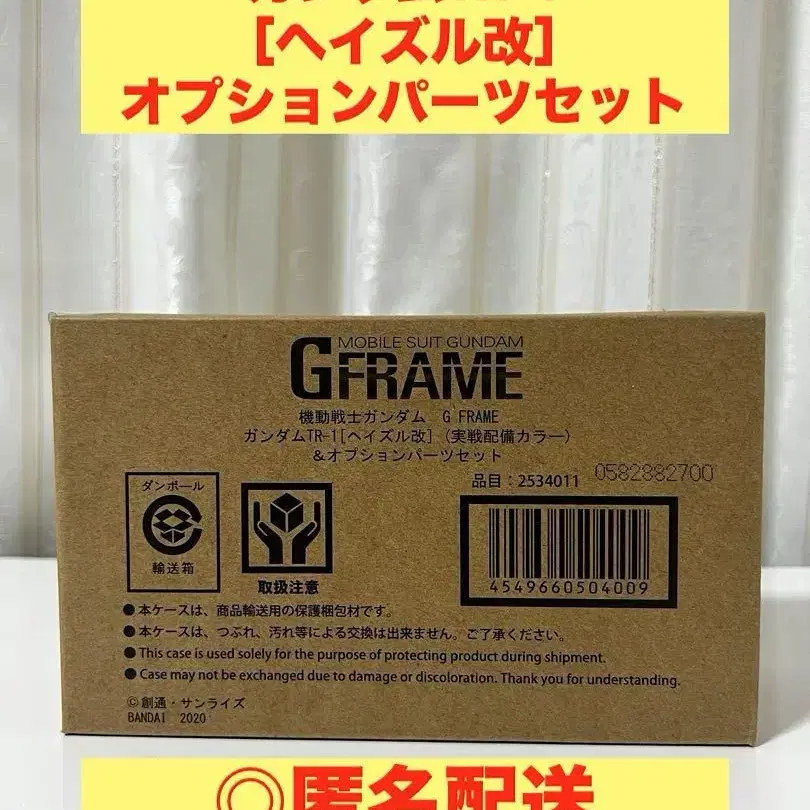 [ヘイズル改]
オプションパーツセット
MOBILE SUIT GUNDAM
GFRAME
機動戦士ガンダム G FRAME
ガンダムTR-1[ヘイズル改](実戦配備カラー)
&オプションパーツセット
品目:2534011 0582882700
ダンボール
輸送箱
取扱注意
4549660504009
●本ケースは、商品輸送用の保護梱包材です。
●本ケースは、つぶれ、汚れ等による交換は出来ません。ご了承ください。
●This case is used solely for the purpose of protecting product during shipment.
●Case may not be exchanged due to damage or discoloration. Thank you for understanding.
©創通・サンライズ
BANDAI 2020
◎匿名配送